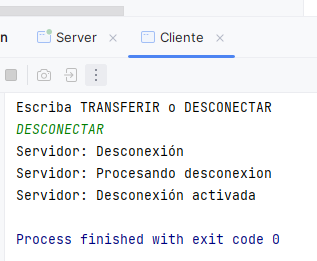 n
Server
Cliente
Escriba TRANSFERIR o DESCONECTAR
DESCONECTAR
Servidor: Desconexión
Servidor: Procesando desconexion
Servidor: Desconexión activada
Process finished with exit code 0